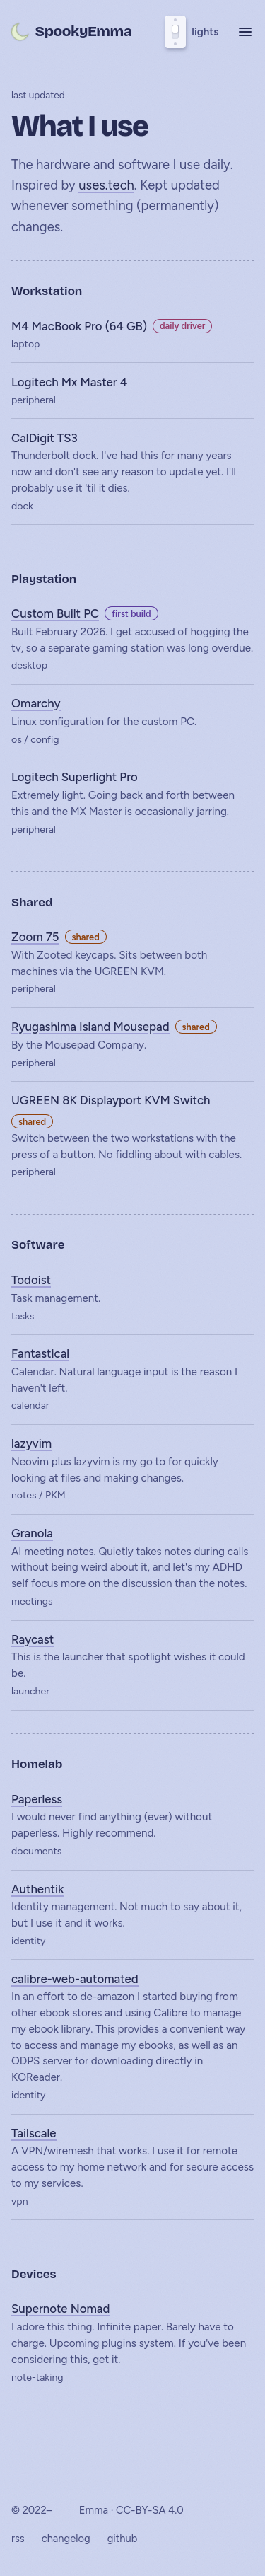 SpookyEmma
lights
last updated
What I use
The hardware and software I use daily.
Inspired by uses.tech. Kept updated
whenever something (permanently)
changes.
Workstation
M4 MacBook Pro (64 GB) daily driver
laptop
Logitech Mx Master 4
peripheral
CalDigit TS3
Thunderbolt dock. I've had this for many years
now and don't see any reason to update yet. I'll
probably use it 'til it dies.
dock
Playstation
Custom Built PC first build
Built February 2026. I get accused of hogging the
tv, so a separate gaming station was long overdue.
desktop
Omarchy
Linux configuration for the custom PC.
os / config
Logitech Superlight Pro
Extremely light. Going back and forth between
this and the MX Master is occasionally jarring.
peripheral
Shared
Zoom 75 shared
With Zooted keycaps. Sits between both
machines via the UGREEN KVM.
peripheral
Ryugashima Island Mousepad shared
By the Mousepad Company.
peripheral
UGREEN 8K Displayport KVM Switch
shared
Switch between the two workstations with the
press of a button. No fiddling about with cables.
peripheral
Software
Todoist
Task management.
tasks
Fantastical
Calendar. Natural language input is the reason I
haven't left.
calendar
lazyvim
Neovim plus lazyvim is my go to for quickly
looking at files and making changes.
notes / PKM
Granola
AI meeting notes. Quietly takes notes during calls
without being weird about it, and let's my ADHD
self focus more on the discussion than the notes.
meetings
Raycast
This is the launcher that spotlight wishes it could
be.
launcher
Homelab
Paperless
I would never find anything (ever) without
paperless. Highly recommend.
documents
Authentik
Identity management. Not much to say about it,
but I use it and it works.
identity
calibre-web-automated
In an effort to de-amazon I started buying from
other ebook stores and using Calibre to manage
my ebook library. This provides a convenient way
to access and manage my ebooks, as well as an
ODPS server for downloading directly in
KOReader.
identity
Tailscale
A VPN/wiremesh that works. I use it for remote
access to my home network and for secure access
to my services.
vpn
Devices
Supernote Nomad
I adore this thing. Infinite paper. Barely have to
charge. Upcoming plugins system. If you've been
considering this, get it.
note-taking
© 2022– Emma · CC-BY-SA 4.0
rss changelog github